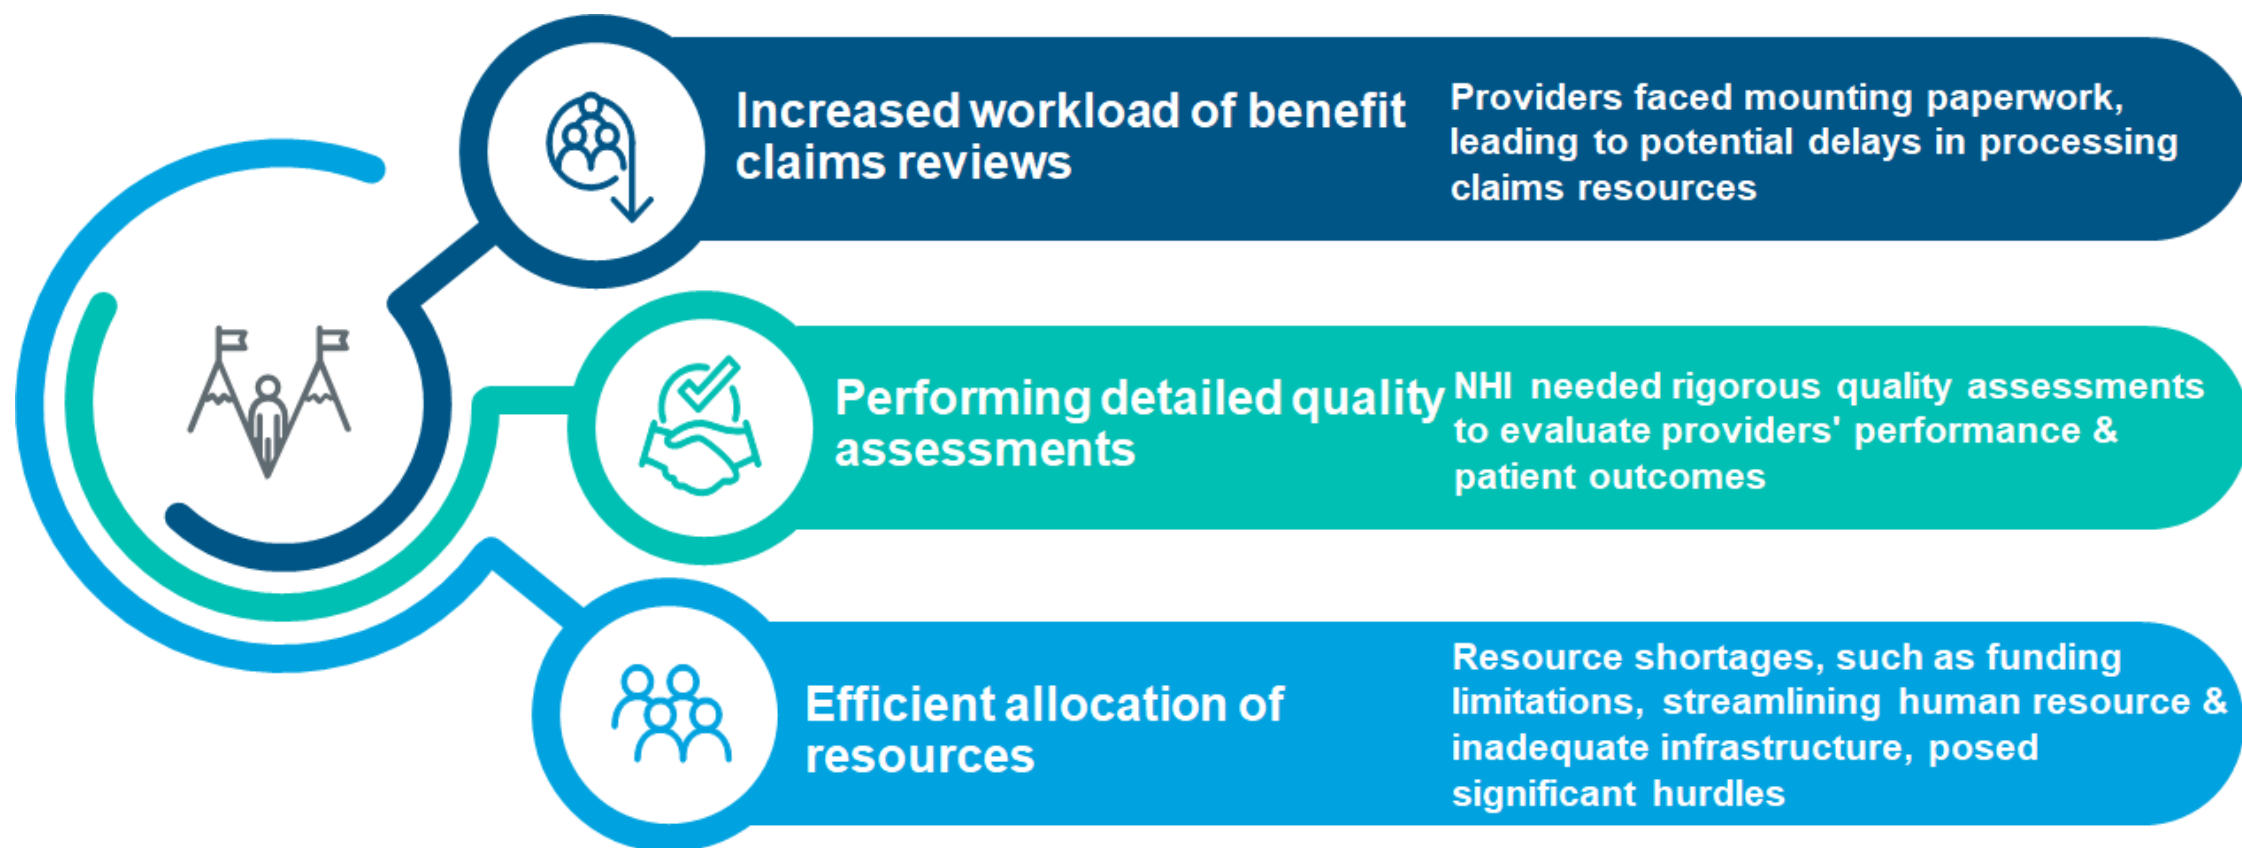 Increased workload of benefit
claims reviews
Providers faced mounting paperwork,
leading to potential delays in processing
claims resources
Performing detailed quality
assessments
NHI needed rigorous quality assessments
to evaluate providers' performance &
patient outcomes
Efficient allocation of
resources
Resource shortages, such as funding
limitations, streamlining human resource &
inadequate infrastructure, posed
significant hurdles